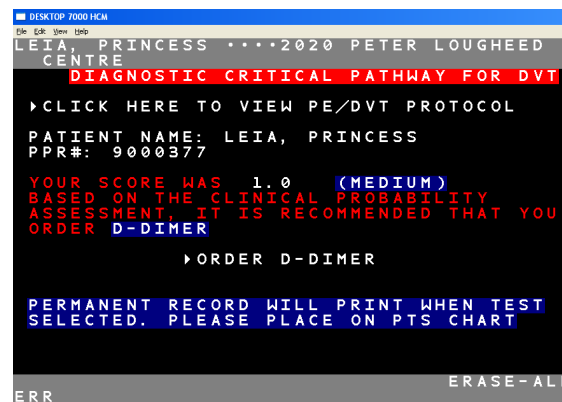 DESKTOP 7000 HCM
File Edit View Help
LEIA, PRINCESS ････2020 PETER LOUGHEED
CENTRE
DIAGNOSTIC CRITICAL PATHWAY FOR DVT
▸CLICK HERE TO VIEW PE/DVT PROTOCOL
PATIENT NAME: LEIA, PRINCESS
PPR#: 9000377
YOUR SCORE WAS 1.0 (MEDIUM)
BASED ON THE CLINICAL PROBABILITY
ASSESSMENT, IT IS RECOMMENDED THAT YOU
ORDER D-DIMER
▸ORDER D-DIMER
PERMANENT RECORD WILL PRINT WHEN TEST
SELECTED. PLEASE PLACE ON PTS CHART
ERASE-AL
ERR